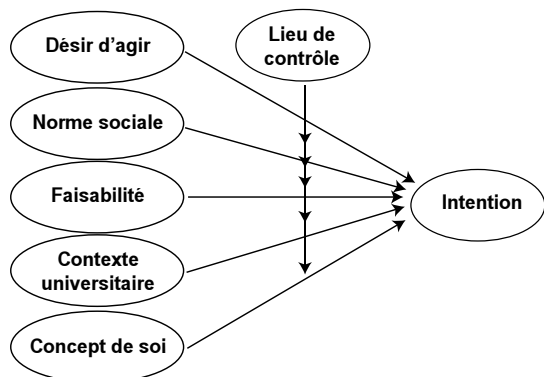 Désir d'agir
Lieu de
contrôle
Norme sociale
Faisabilité
Intention
Contexte
universitaire
Concept de soi